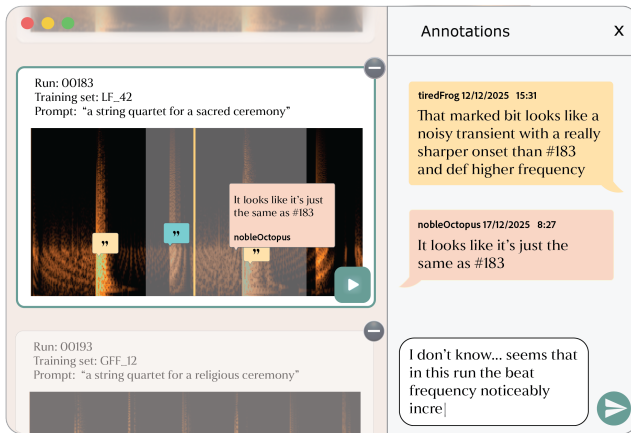 Run: 00183
Training set: LF_42
Prompt:  “a string quartet for a sacred ceremony”
It looks like it’s just
the same as #183
nobleOctopus
Run: 00193
Training set: GFF_12
Prompt:  “a string quartet for a religious ceremony”
Annotations
X
tiredFrog 12/12/2025   15:31
That marked bit looks like a
noisy transient with a really
sharper onset than #183
and def higher frequency
nobleOctopus 17/12/2025   8:27
It looks like it’s just the
same as #183
I don’t know... seems that
in this run the beat
frequency noticeably
incre